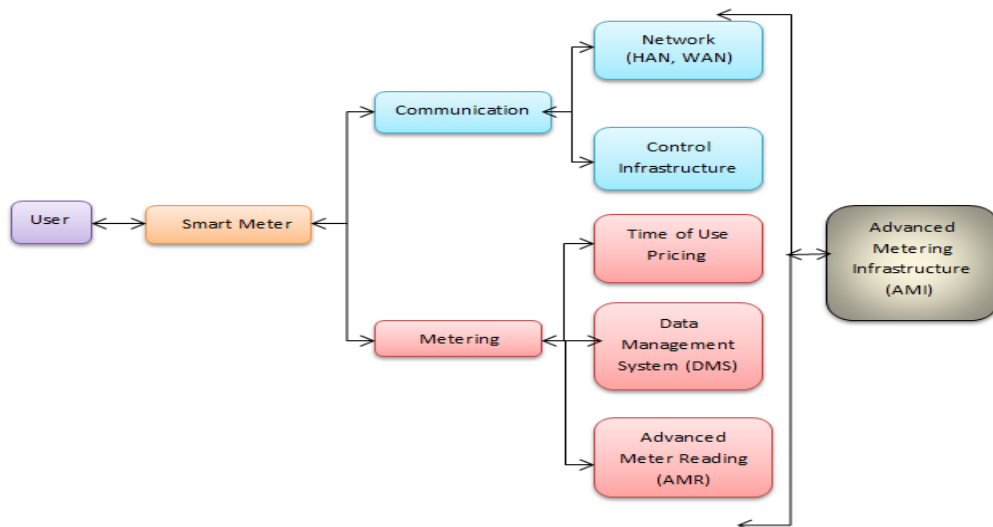 User
Smart Meter
Communication
Network
(HAN, WAN)
Control
Infrastructure
Metering
Time of Use
Pricing
Data
Management
System (DMS)
Advanced
Meter Reading
(AMR)
Advanced
Metering
Infrastructure
(AMI)